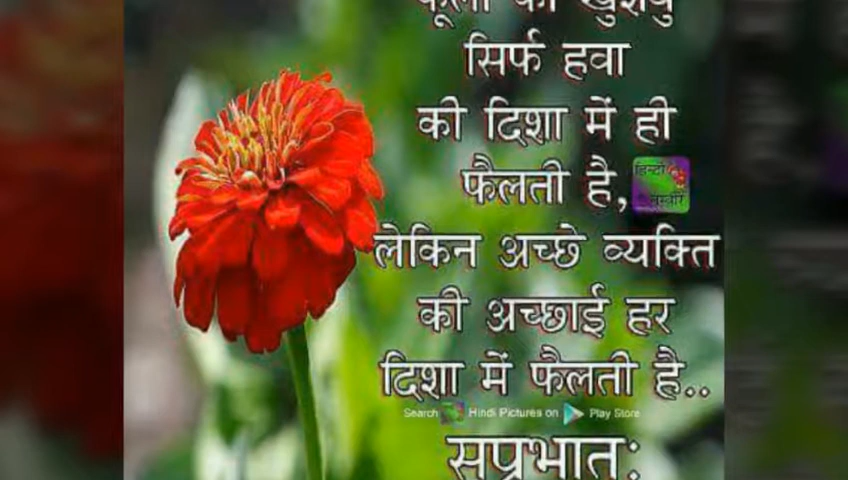 सिर्फ हवा
की दिशा में ही
फैलती है,
लेकिन अच्छे व्यक्ति
की अच्छाई हर
दिशा में फैलती है..
Search Hindi Pictures on Play Store
सुप्रभात: